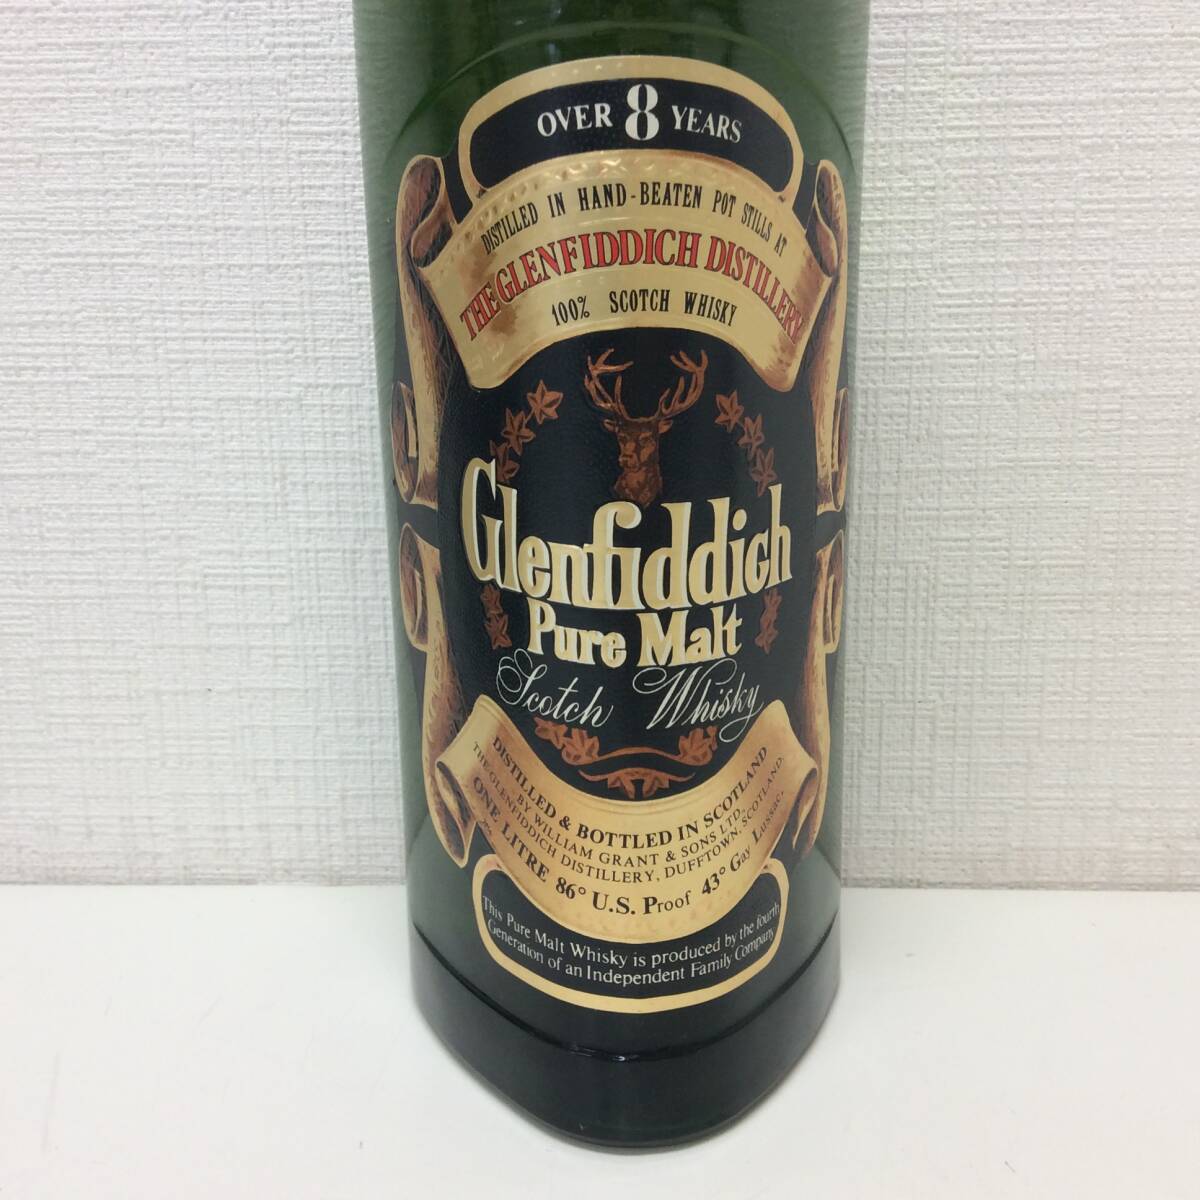 OVER 8 YEARS
DISTILLED IN HAND-BEATEN POT STILLS AT
THE GLENFIDDICH DISTILLERY
100% SCOTCH WHISKY
Glenfiddich
Pure Malt
Scotch Whisky
DISTILLED & BOTTLED IN SCOTLAND
BY WILLIAM GRANT & SONS LTD.,
THE GLENFIDDICH DISTILLERY, DUFFTOWN, SCOTLAND.
ONE LITRE 86° U.S. Proof 43° Gay Lussac,
This Pure Malt Whisky is produced by the fourth
Generation of an Independent Family Company